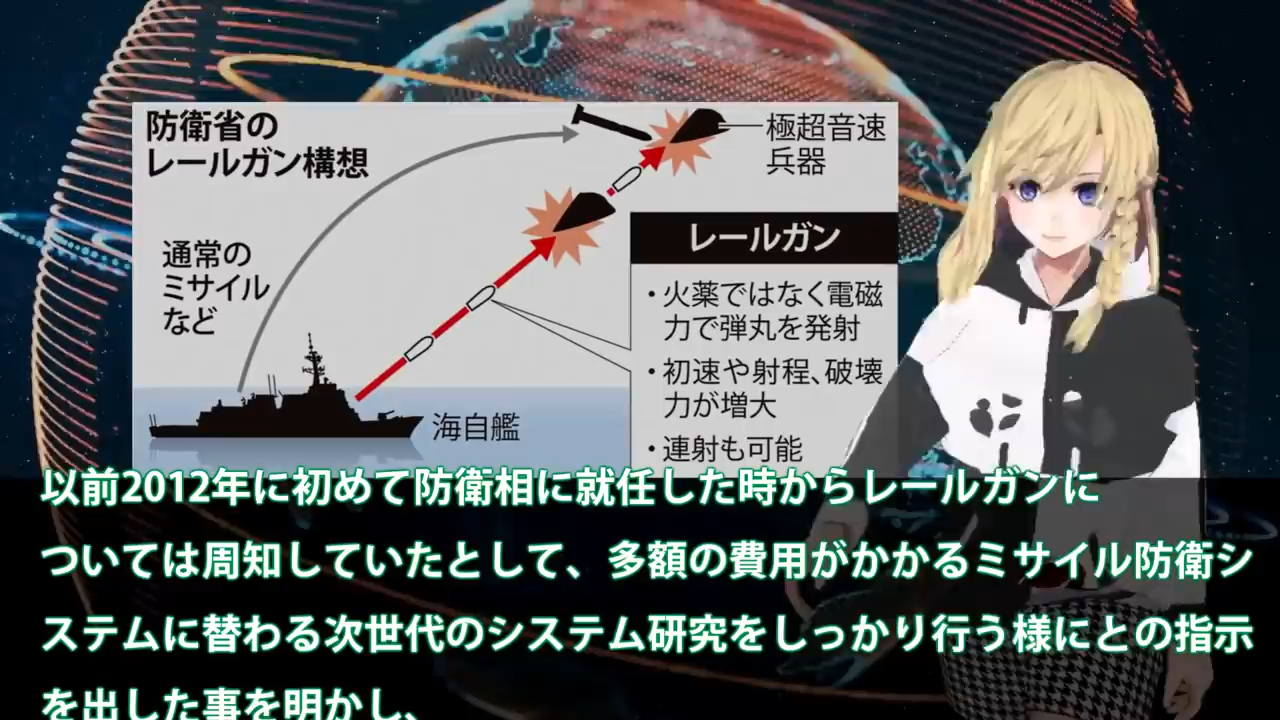 防衛省の
レールガン構想
極超音速
兵器
通常の
ミサイル
など
海自艦
レールガン
・火薬ではなく電磁
力で弾丸を発射
・初速や射程、破壊
力が増大
・連射も可能
以前2012年に初めて防衛相に就任した時からレールガンに
ついては周知していたとして、多額の費用がかかるミサイル防衛シ
ステムに替わる次世代のシステム研究をしっかり行う様にとの指示
を出した事を明かし、